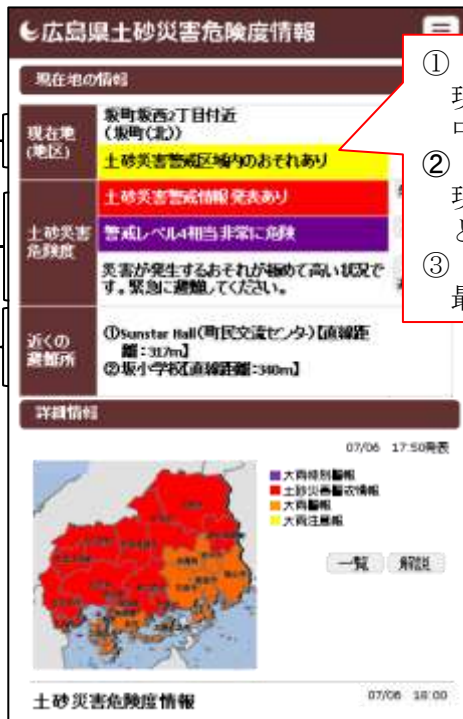 広島県土砂災害危険度情報
現在地の情報
現在地
(地区)
坂町坂西2丁目付近
(坂町(北))
土砂災害警戒区域内のおそれあり
土砂災害
危険度
土砂災害警戒情報 発表あり
警戒レベル4相当 非常に危険
災害が発生するおそれが極めて高い状況で
す。緊急に避難してください。
近くの
避難所
①Sunstar Hall(町民交流センター)【直線距
離:317m】
②坂小学校【直線距離:340m】
①
現
②
現
と
③
最
詳細情報
07/06 17:50発表
大雨特別警報
土砂災害警戒情報
大雨警報
大雨注意報
一覧
解説
土砂災害危険度情報
07/06 18:00